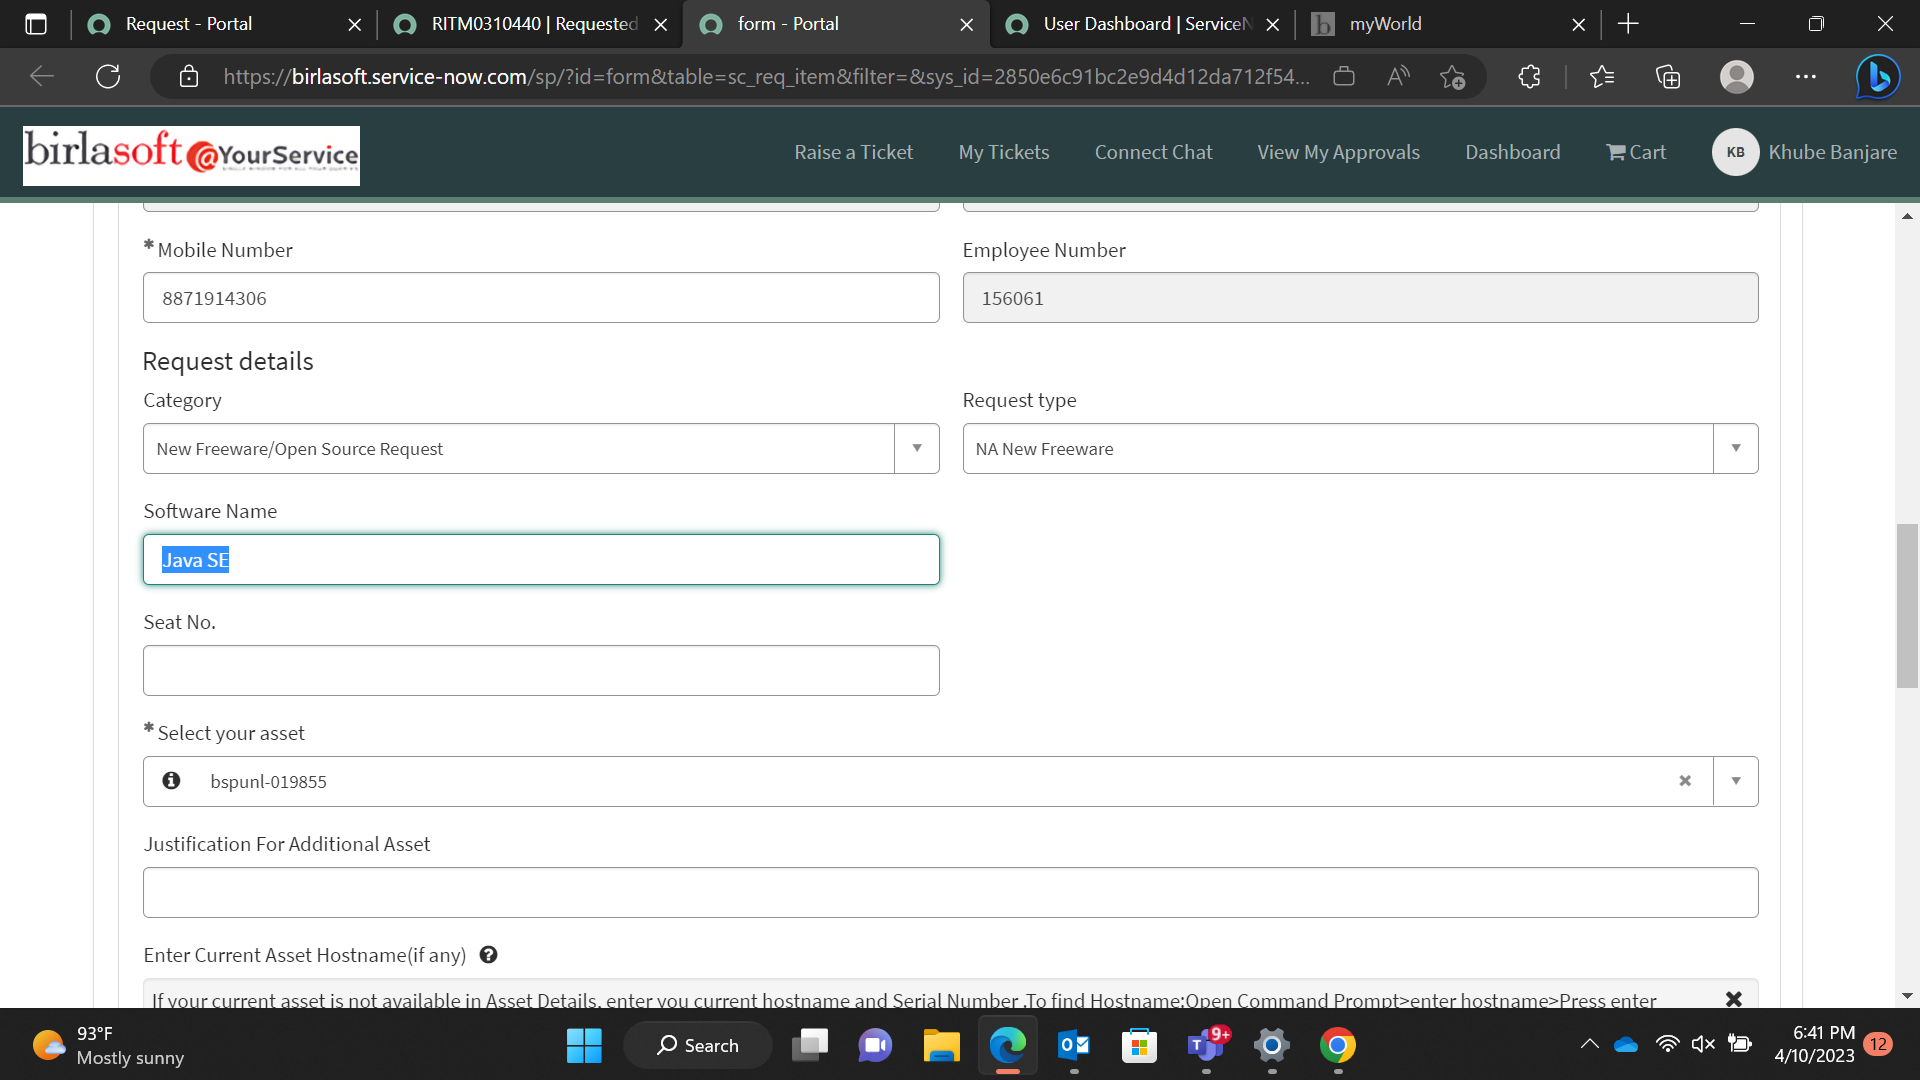 Request - Portal
RITM0310440 | Requested
form - Portal
User Dashboard | ServiceN
b myWorld
https://birlasoft.service-now.com/sp/?id=form&table=sc_req_item&filter=&sys_id=2850e6c91bc2e9d4d12da712f54...
birlasoft @YourService
Raise a Ticket
My Tickets
Connect Chat
View My Approvals
Dashboard
Cart
KB
Khube Banjare
* Mobile Number
Employee Number
8871914306
156061
Request details
Category
Request type
New Freeware/Open Source Request
NA New Freeware
Software Name
Java SE
Seat No.
* Select your asset
bspunl-019855
Justification For Additional Asset
Enter Current Asset Hostname(if any)
If your current asset is not available in Asset Details, enter you current hostname and Serial Number .To find Hostname:Open Command Prompt>enter hostname>Press enter
93°F
Mostly sunny
Search
9+
6:41 PM
4/10/2023
12